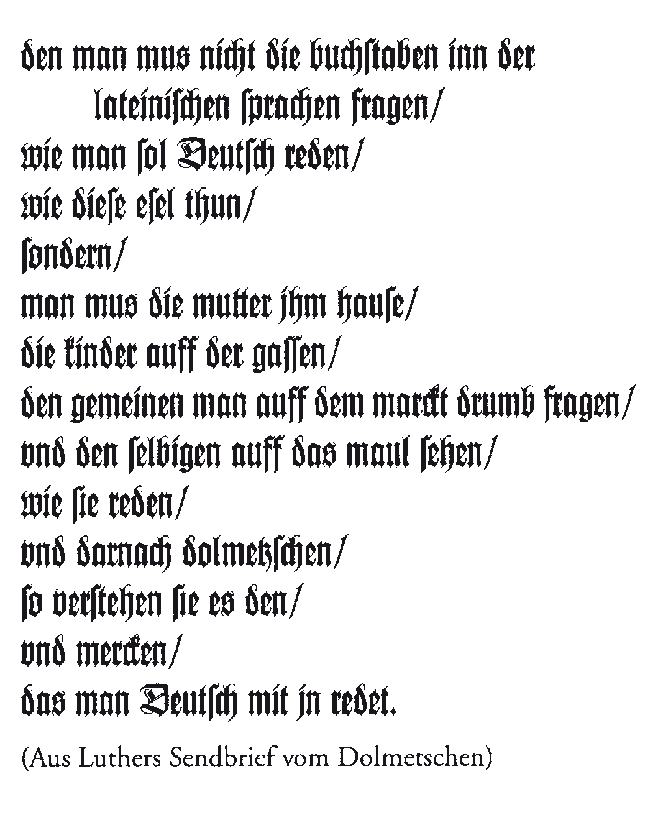 den man mus nicht die buchſtaben inn der
lateiniſchen ſprachen fragen/
wie man ſol Deutſch reden/
wie dieſe eſel thun/
ſondern/
man mus die mutter jhm hauſe/
die kinder auff der gaſſen/
den gemeinen man auff dem marckt drumb fragen/
vnd den ſelbigen auff das maul ſehen/
wie ſie reden/
vnd darnach dolmetzſchen/
ſo verſtehen ſie es den/
vnd mercken/
das man Deutſch mit jn redet.
(Aus Luthers Sendbrief vom Dolmetschen)